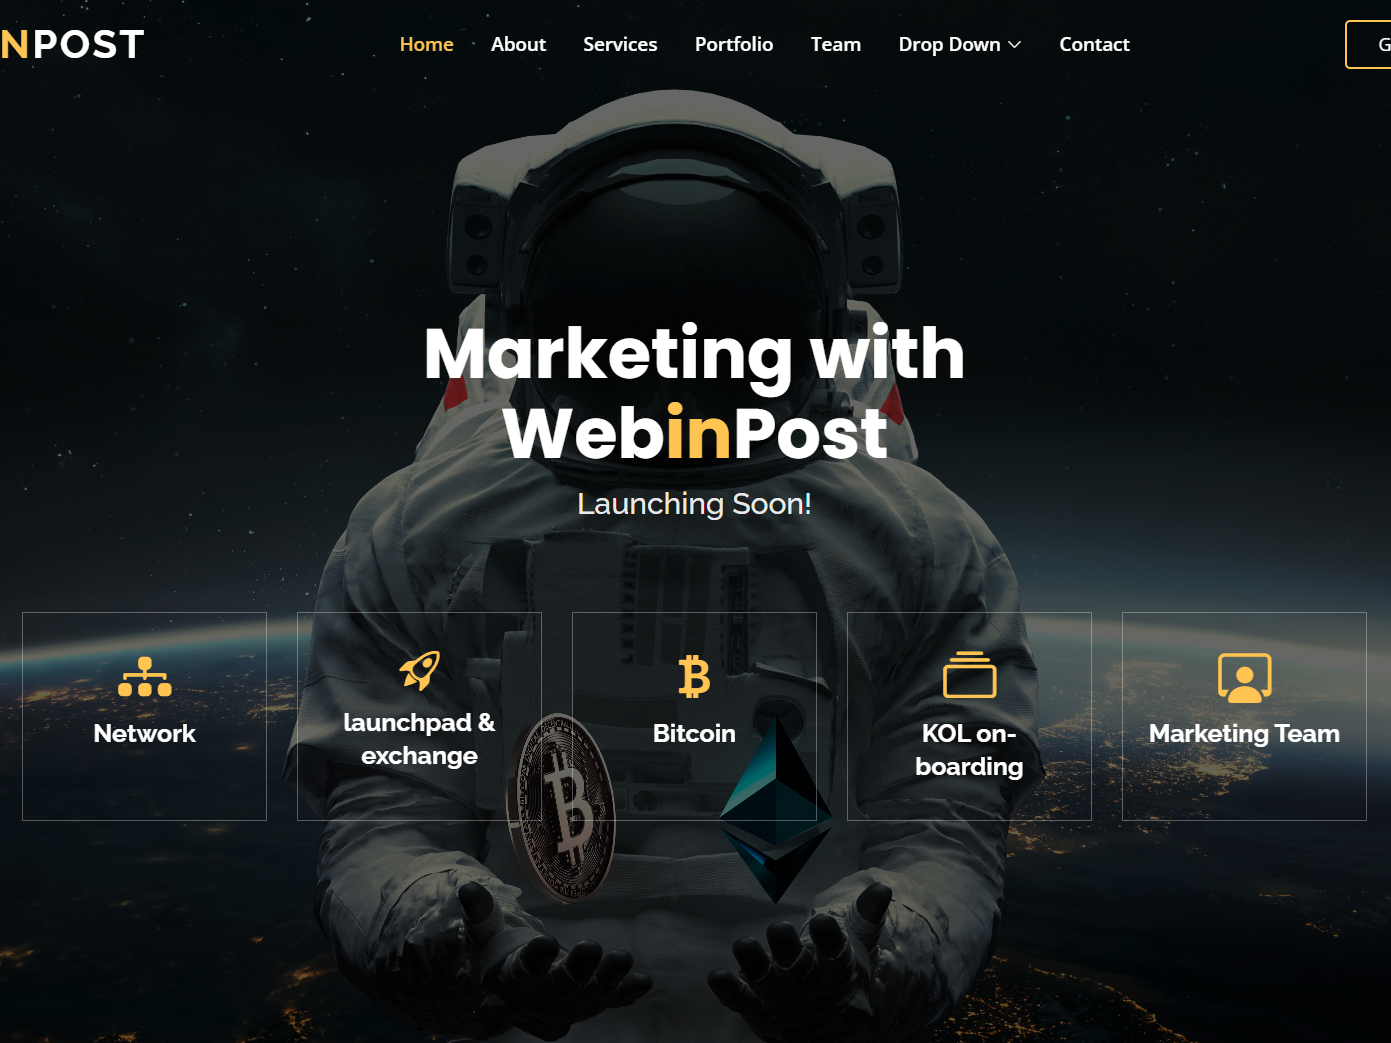 NPOST
Home About Services Portfolio Team Drop Down Contact
G
Marketing with
WebinPost
Launching Soon!
Network
launchpad &
exchange
Bitcoin
KOL on-
boarding
Marketing Team